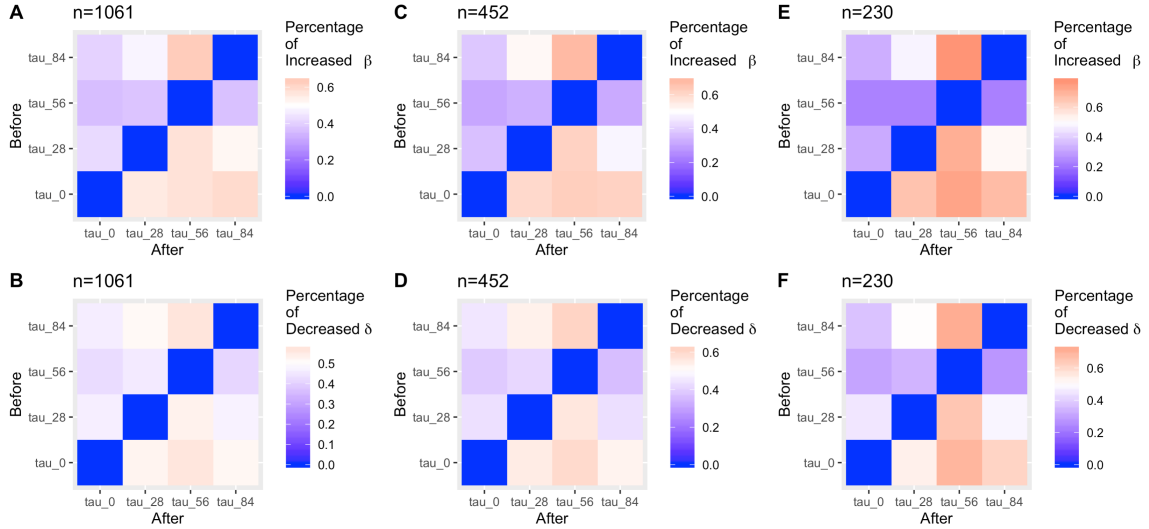 A
n=1061
Before
tau_84
tau_56
tau_28
tau_0
tau_0 tau_28 tau_56 tau_84
After
Percentage
of
Increased β
0.6
0.4
0.2
0.0
C
n=452
Before
tau_84
tau_56
tau_28
tau_0
tau_0 tau_28 tau_56 tau_84
After
Percentage
of
Increased β
0.6
0.4
0.2
0.0
E
n=230
Before
tau_84
tau_56
tau_28
tau_0
tau_0 tau_28 tau_56 tau_84
After
Percentage
of
Increased β
0.6
0.4
0.2
0.0
B
n=1061
Before
tau_84
tau_56
tau_28
tau_0
tau_0 tau_28 tau_56 tau_84
After
Percentage
of
Decreased δ
0.5
0.4
0.3
0.2
0.1
0.0
D
n=452
Before
tau_84
tau_56
tau_28
tau_0
tau_0 tau_28 tau_56 tau_84
After
Percentage
of
Decreased δ
0.6
0.4
0.2
0.0
F
n=230
Before
tau_84
tau_56
tau_28
tau_0
tau_0 tau_28 tau_56 tau_84
After
Percentage
of
Decreased δ
0.6
0.4
0.2
0.0